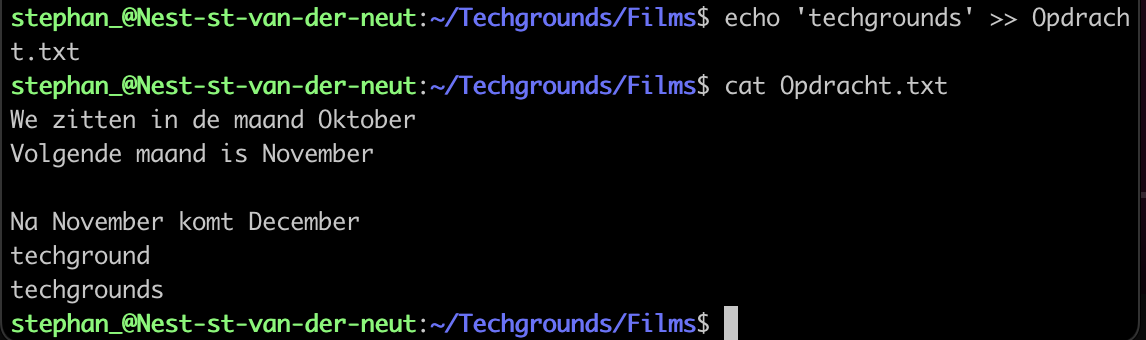 stephan_@Nest-st-van-der-neut:~/Techgrounds/Films$ echo 'techgrounds' >> Opdrach
t.txt
stephan_@Nest-st-van-der-neut:~/Techgrounds/Films$ cat Opdracht.txt
We zitten in de maand Oktober
Volgende maand is November

Na November komt December
techground
techgrounds
stephan_@Nest-st-van-der-neut:~/Techgrounds/Films$